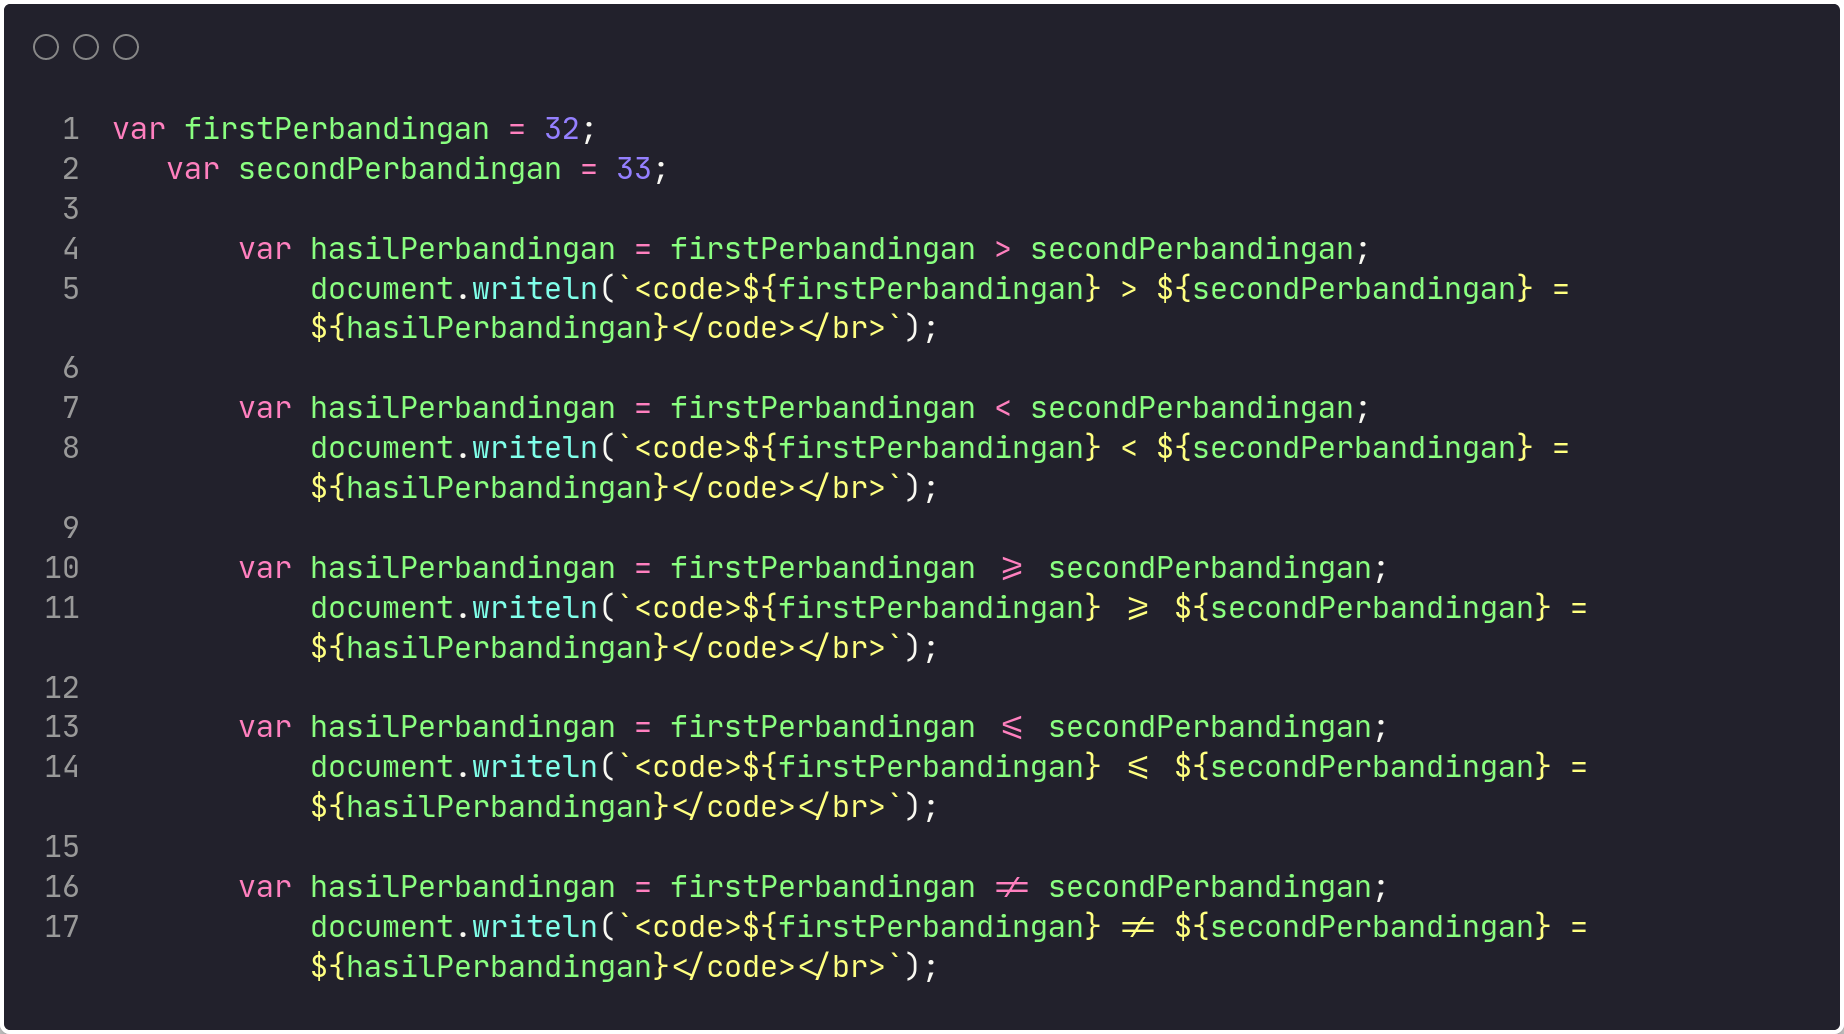 1 var firstPerbandingan = 32;
2 var secondPerbandingan = 33;
3
4 var hasilPerbandingan = firstPerbandingan > secondPerbandingan;
5 document.writeln(`<code>${firstPerbandingan} > ${secondPerbandingan} =
${hasilPerbandingan}</code></br>`);
6
7 var hasilPerbandingan = firstPerbandingan < secondPerbandingan;
8 document.writeln(`<code>${firstPerbandingan} < ${secondPerbandingan} =
${hasilPerbandingan}</code></br>`);
9
10 var hasilPerbandingan = firstPerbandingan >= secondPerbandingan;
11 document.writeln(`<code>${firstPerbandingan} >= ${secondPerbandingan} =
${hasilPerbandingan}</code></br>`);
12
13 var hasilPerbandingan = firstPerbandingan <= secondPerbandingan;
14 document.writeln(`<code>${firstPerbandingan} <= ${secondPerbandingan} =
${hasilPerbandingan}</code></br>`);
15
16 var hasilPerbandingan = firstPerbandingan != secondPerbandingan;
17 document.writeln(`<code>${firstPerbandingan} != ${secondPerbandingan} =
${hasilPerbandingan}</code></br>`);